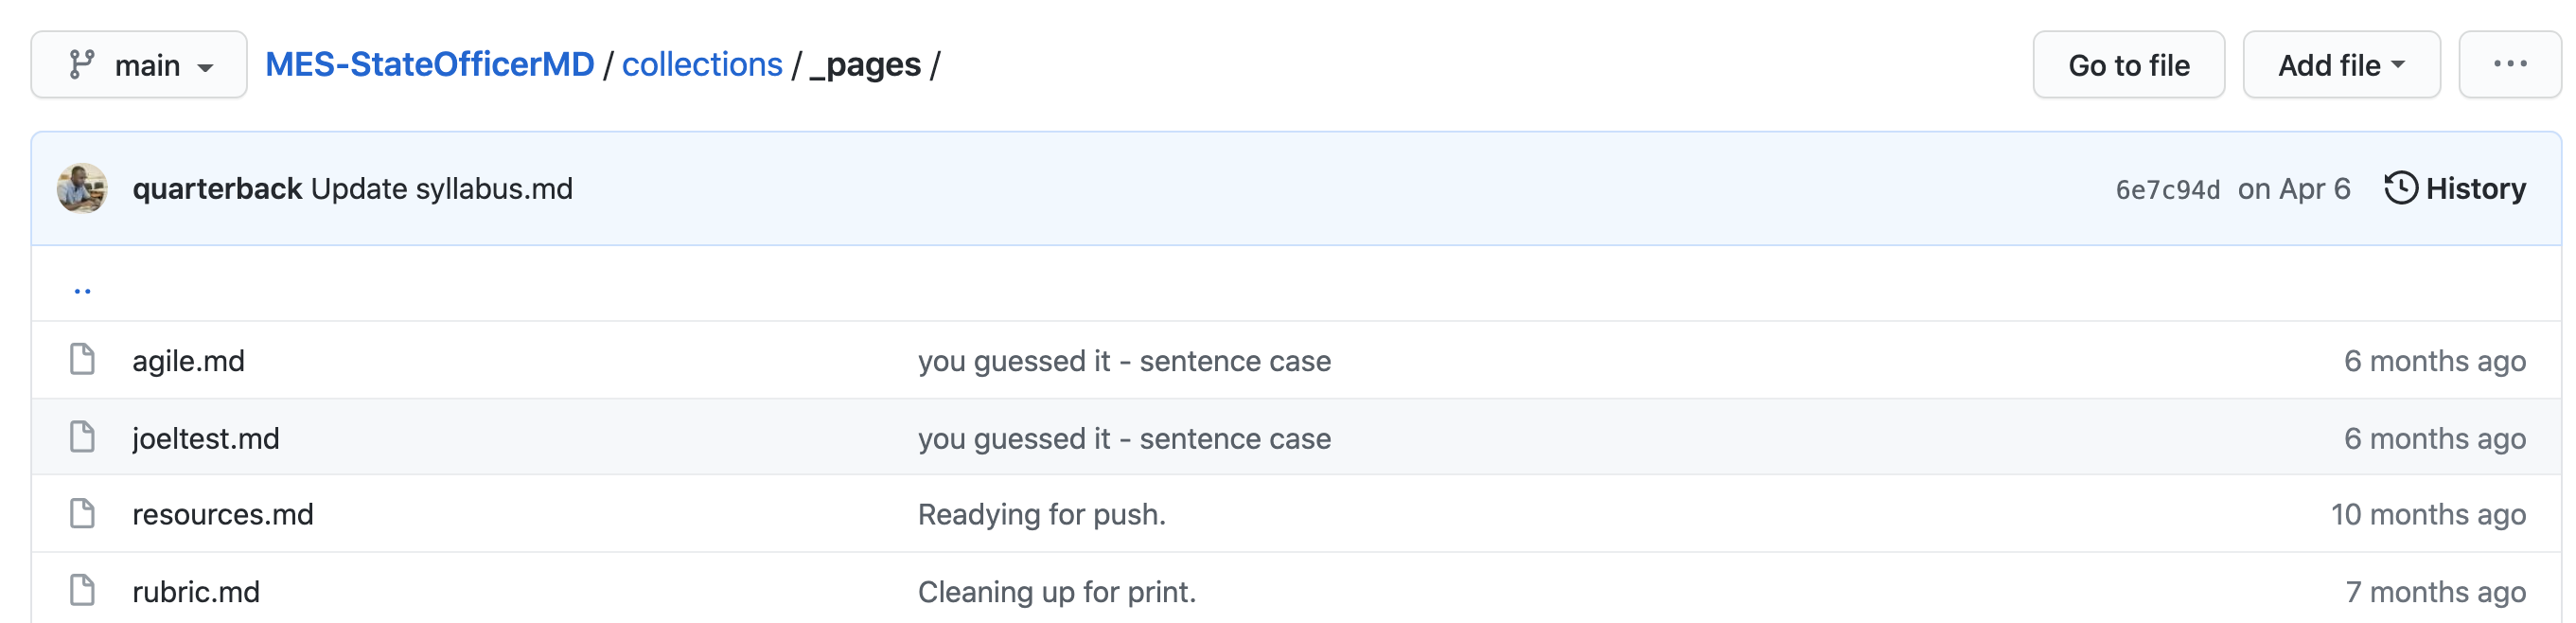 main MES-StateOfficerMD / collections / _pages / Go to file Add file ...
quarterback Update syllabus.md 6e7c94d on Apr 6 History
..
agile.md you guessed it - sentence case 6 months ago
joeltest.md you guessed it - sentence case 6 months ago
resources.md Readying for push. 10 months ago
rubric.md Cleaning up for print. 7 months ago